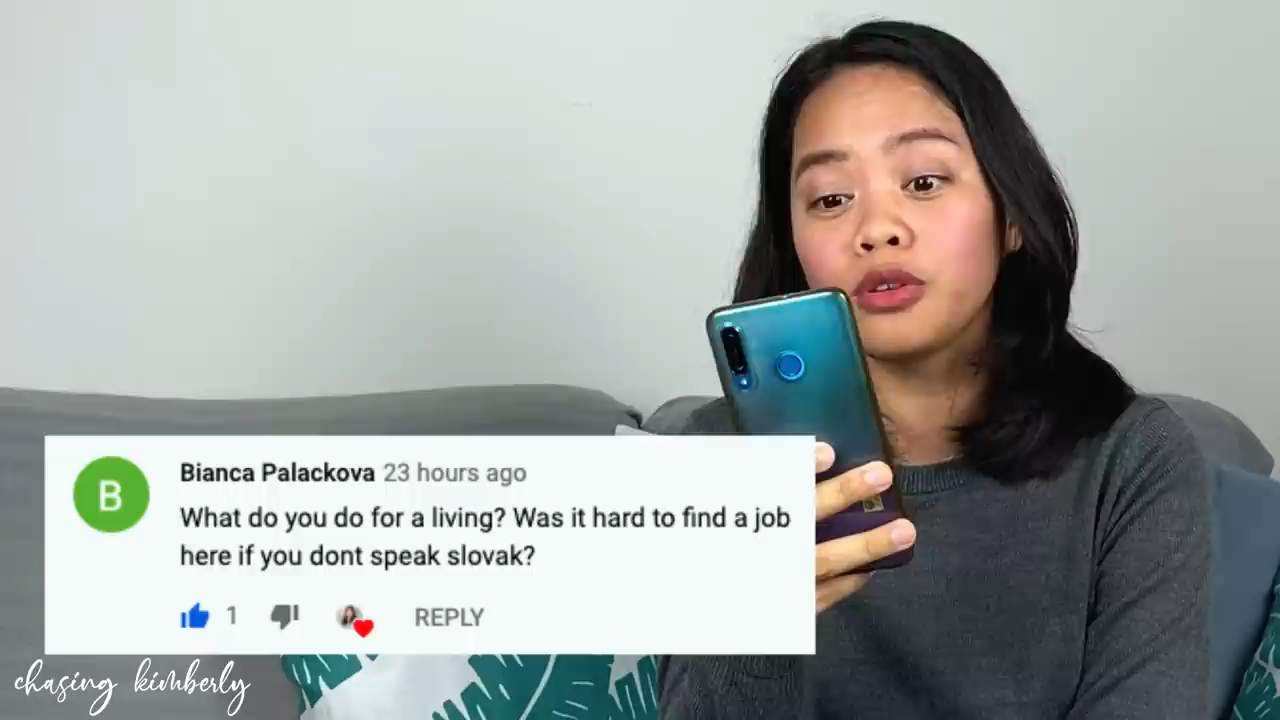 Bianca Palackova 23 hours ago
B
What do you do for a living? Was it hard to find a job
here if you dont speak slovak?
1
REPLY
chasing kimberly